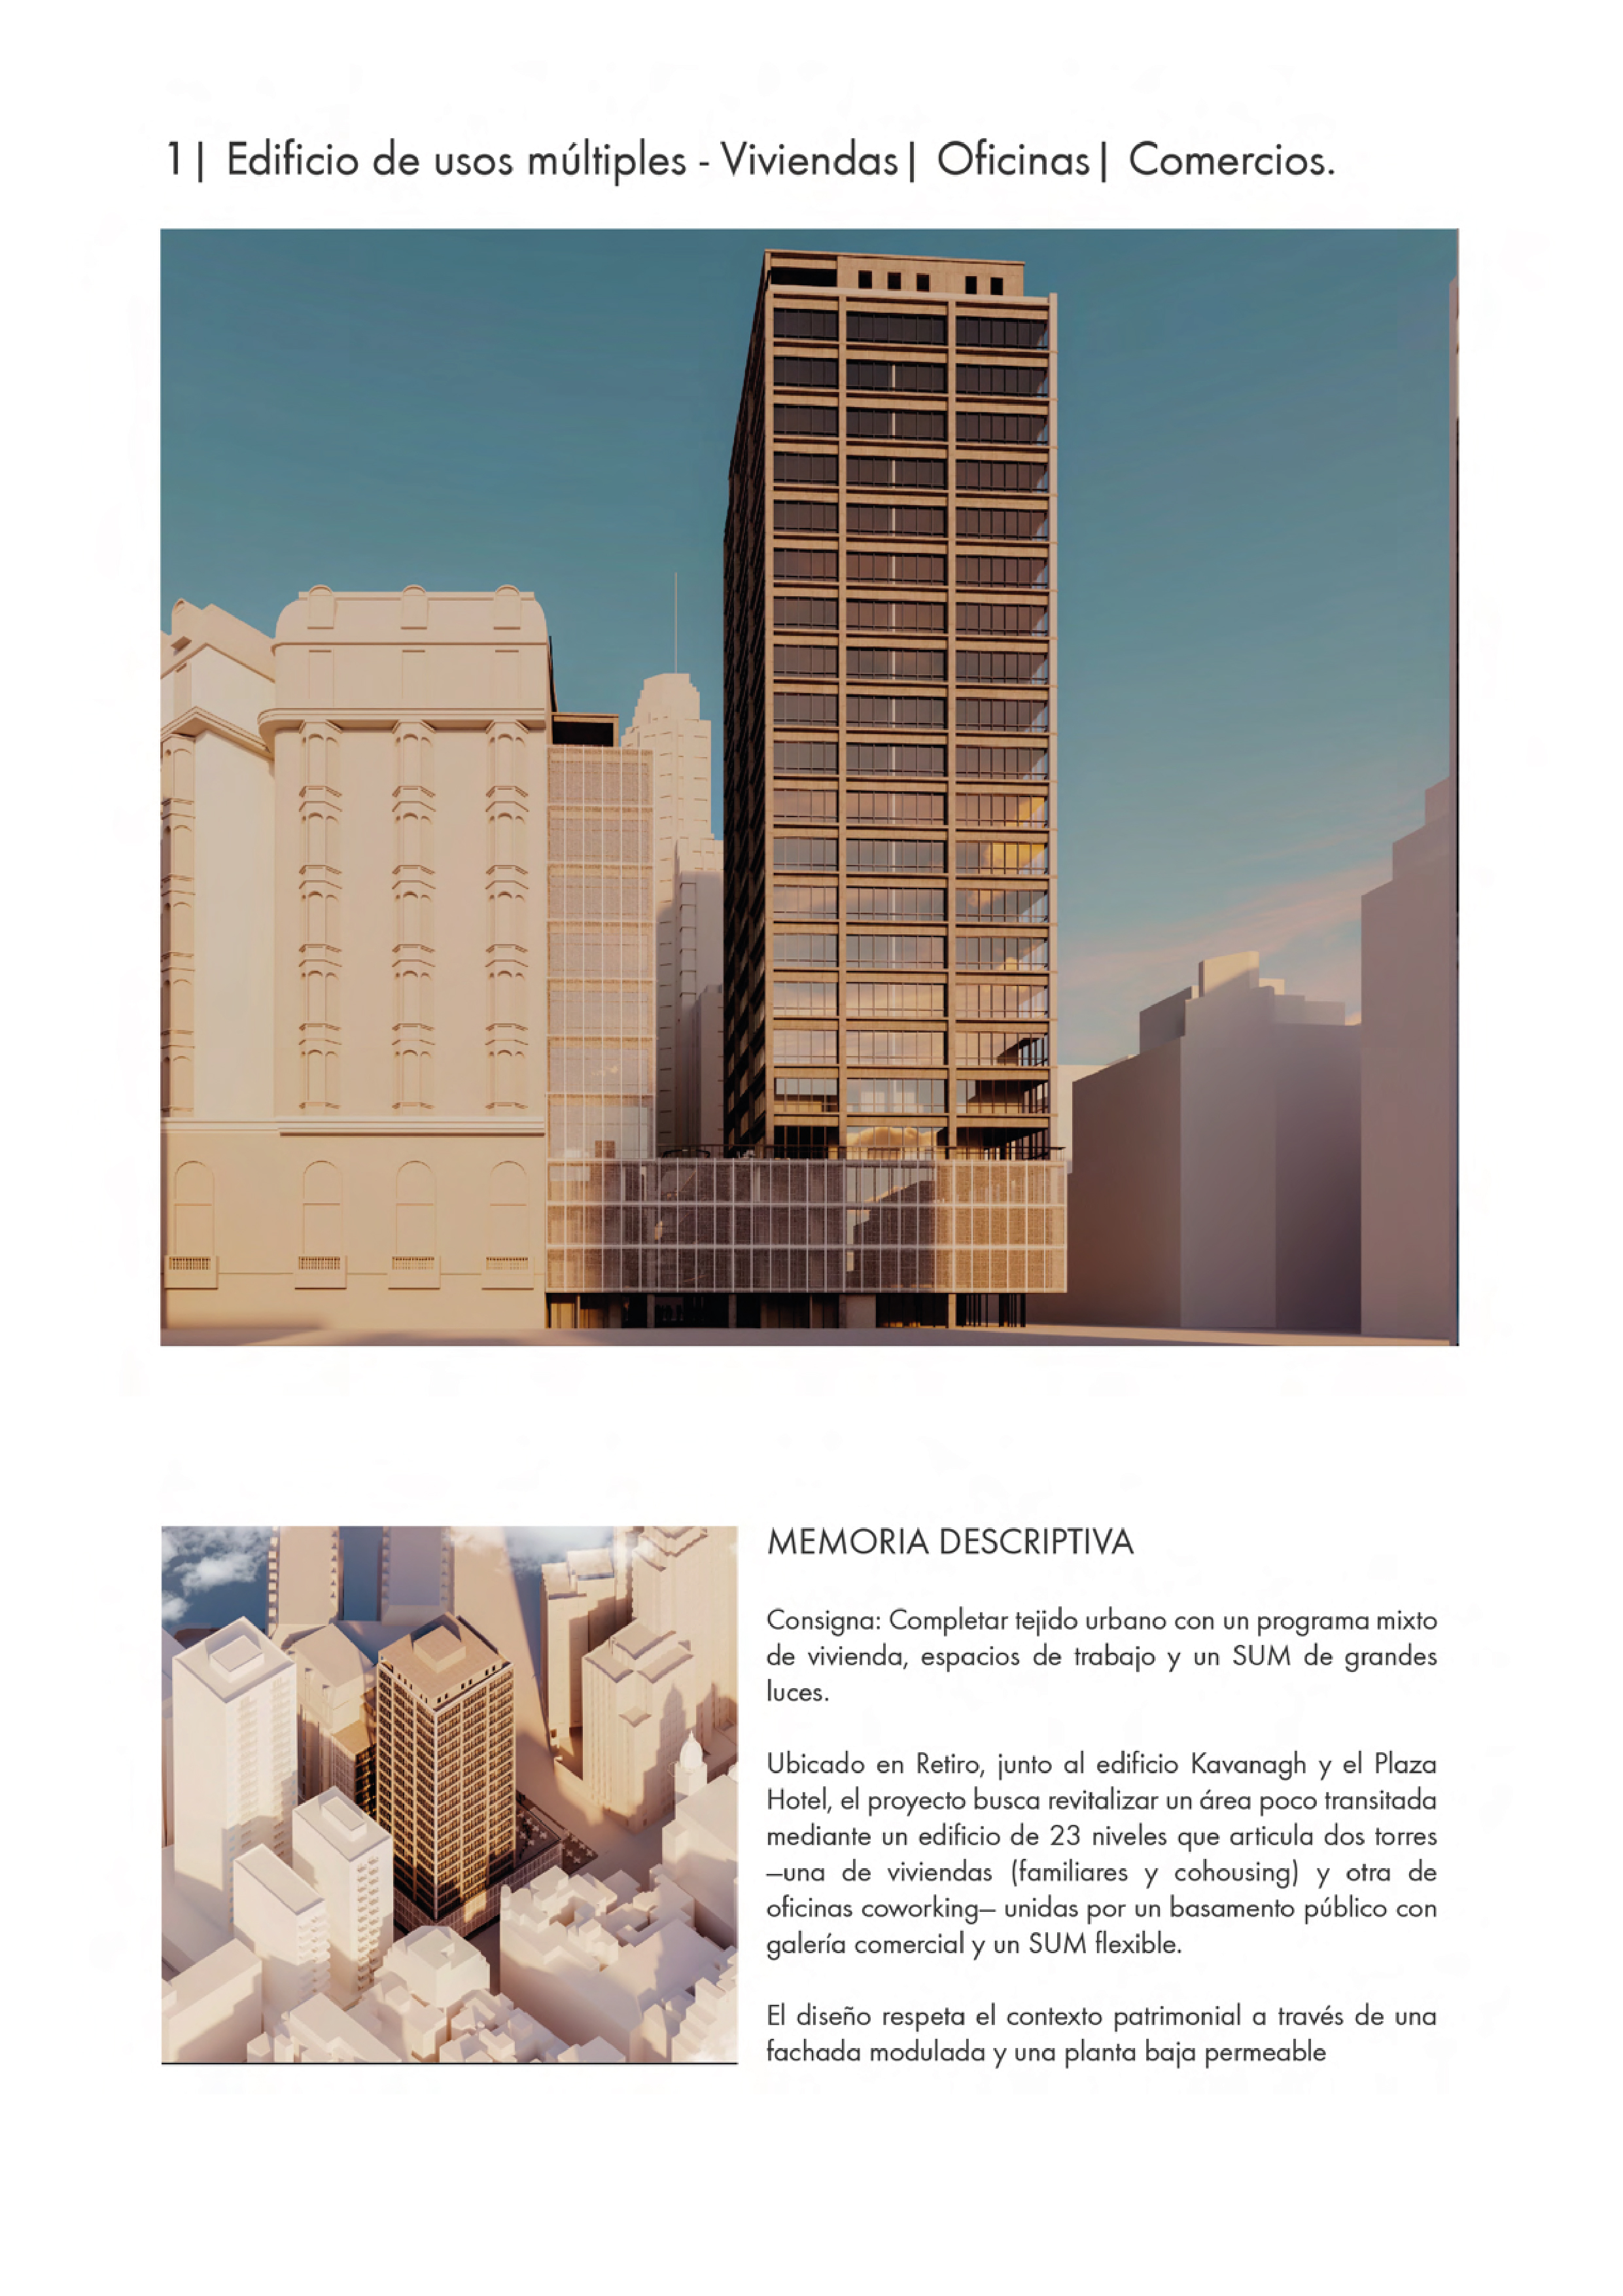 1| Edificio de usos múltiples - Viviendas| Oficinas| Comercios.
MEMORIA DESCRIPTIVA
Consigna: Completar tejido urbano con un programa mixto
de vivienda, espacios de trabajo y un SUM de grandes
luces.
Ubicado en Retiro, junto al edificio Kavanagh y el Plaza
Hotel, el proyecto busca revitalizar un área poco transitada
mediante un edificio de 23 niveles que articula dos torres
—una de viviendas (familiares y cohousing) y otra de
oficinas coworking— unidas por un basamento público con
galería comercial y un SUM flexible.
El diseño respeta el contexto patrimonial a través de una
fachada modulada y una planta baja permeable